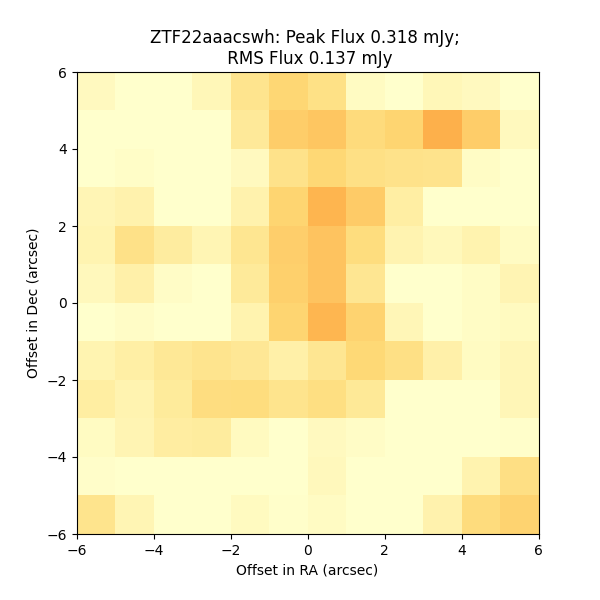 ZTF22aaacswh: Peak Flux 0.318 mJy;
RMS Flux 0.137 mJy
6
4
2
0
−2
−4
−6
Offset in Dec (arcsec)
−6 −4 −2 0 2 4 6
Offset in RA (arcsec)